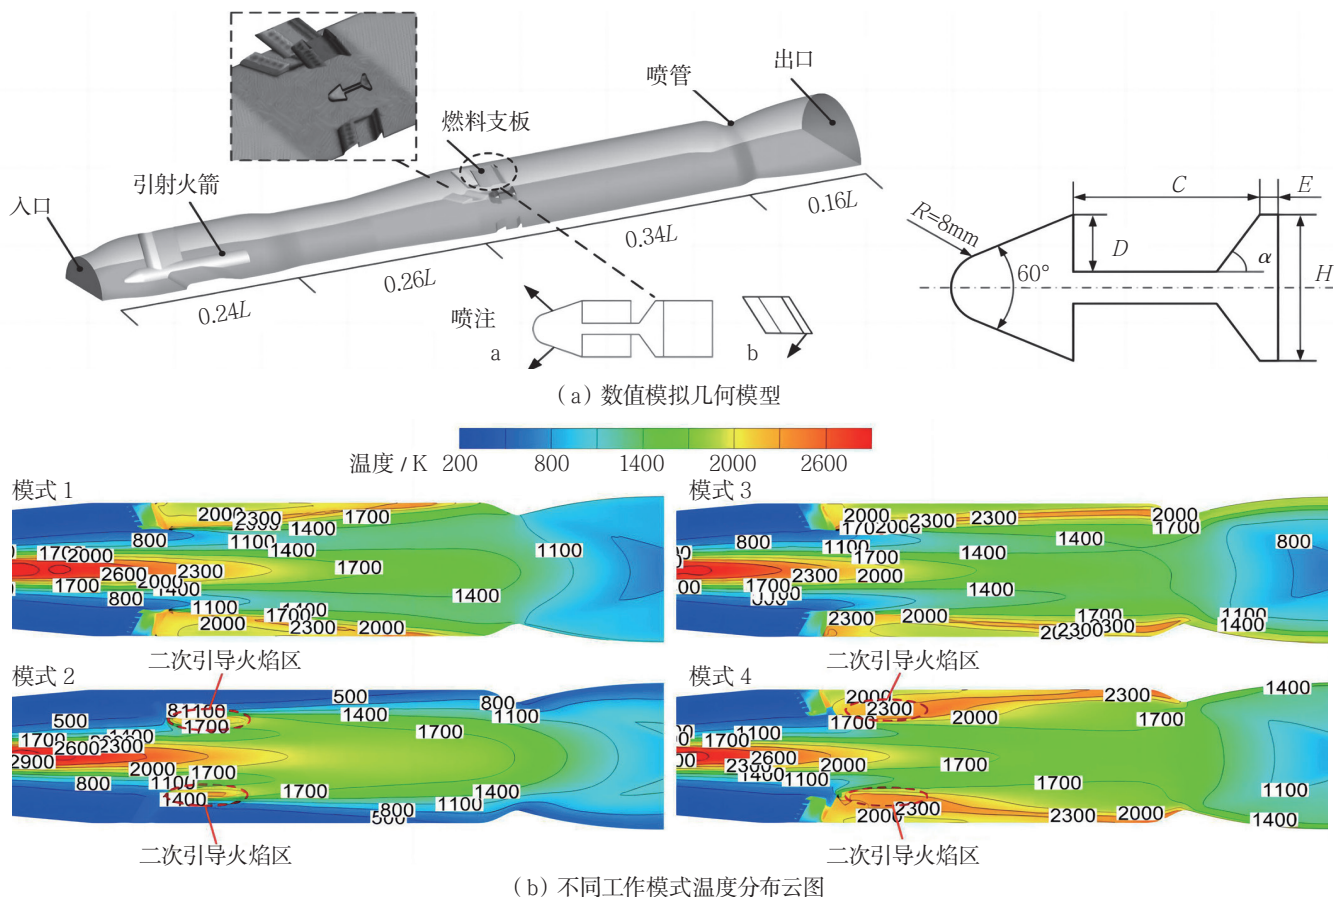 出口
喷管
燃料支板
引射火箭
入口
0.16L
0.34L
0.26L
0.24L
喷注
a
b
R=8mm
60°
C
E
D
α
H
(a) 数值模拟几何模型
温度 / K 200 800 1400 2000 2600
模式 1
2000 2300 1400 1700
800 1100 1400 1100
2000
2600 2300 1700
1700 2000 1400 1400
800 1100
1700
2000 2300 2000
模式 3
2000 2300 2300 2000
1700
800 1100 1400 800
1700 1400
2300 2000
1700
1400
1700 1100
2300 2300 1400
二次引导火焰区
二次引导火焰区
模式 2
500 800
1100 1400 1100
500 1700
1700 1700
2600 2300
2900 2000 1700
800 1100 1700 1400
1400 1100
800
二次引导火焰区
模式 4
2000 2300 1400
2300
1700 2000 1700
1100
1700
2600 2000 1700
1400 1100 1700 1100
2300
2000 2300 2000 1400
二次引导火焰区
(b) 不同工作模式温度分布云图